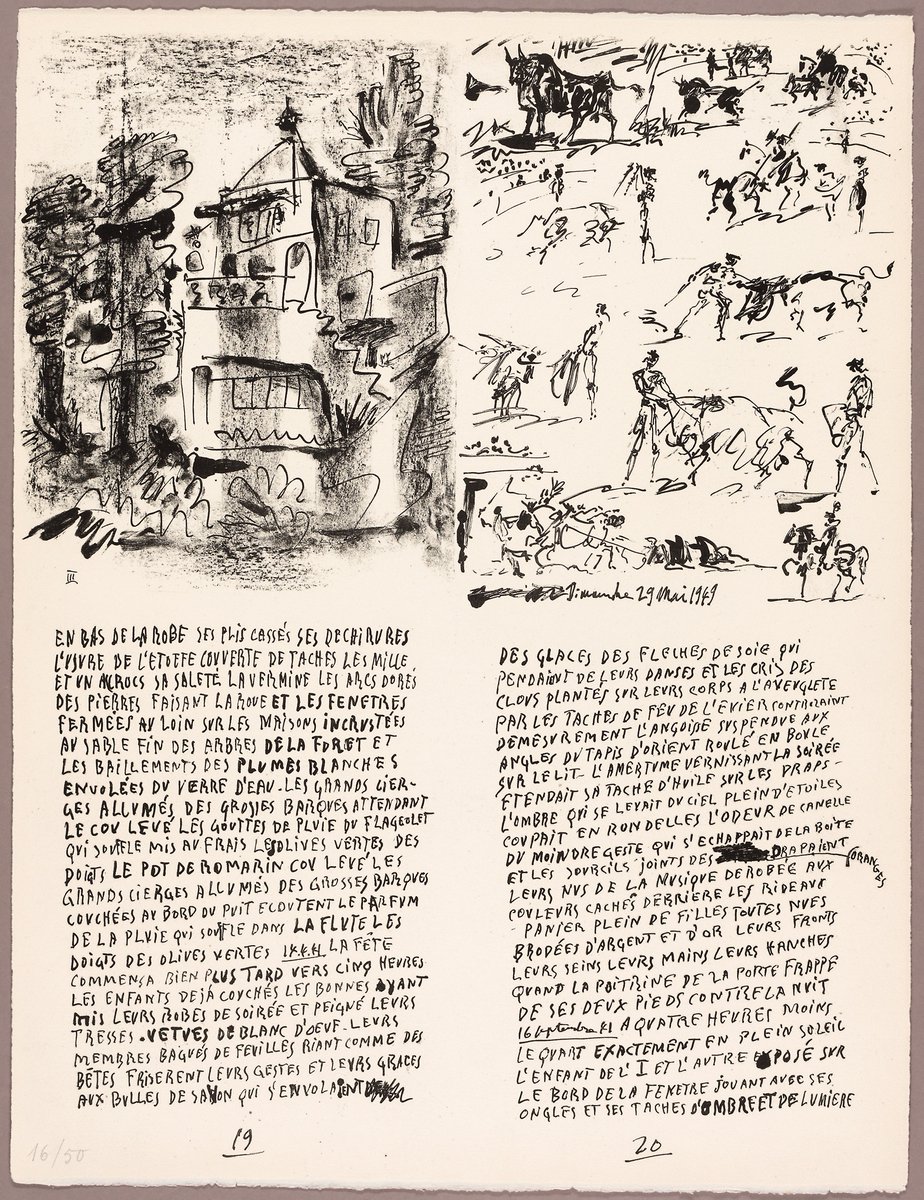 III
EN BAS DE LA ROBE SES PLIS CASSÉS SES DECHIRURES
L'USURE DE L'ETOFFE COUVERTE DE TACHES LES MILLE
ET UN ACCROCS SA SALETÉ LA VERMINE LES ARCS DORÉS
DES PIERRES FAISANT LA ROUE ET LES FENETRES
FERMÉES AU LOIN SUR LES MAISONS INCRUSTÉES
AU SABLE FIN DES ARBRES DE LA FORET ET
LES BAILLEMENTS DES PLUMES BLANCHES
ENVOLÉES DU VERRE D'EAU. LES GRANDS CIER-
GES ALLUMÉS DES GROSSES BARQUES ATTENDANT
LE COU LEVÉ LES GOUTTES DE PLUIE DU FLAGEOLET
QUI SOUFFLE MIS AU FRAIS LES OLIVES VERTES DES
DOIGTS LE POT DE ROMARIN COU LEVÉ LES
GRANDS CIERGES ALLUMÉS DES GROSSES BARQUES
COUCHÉES AU BORD DU PUIT ECOUTENT LE PARFUM
DE LA PLUIE QUI SOUFFLE DANS LA FLUTE LES
DOIGTS DES OLIVES VERTES LA FÊTE
COMMENÇA BIEN PLUS TARD VERS CINQ HEURES
LES ENFANTS DEJÁ COUCHÉS LES BONNES AYANT
MIS LEURS ROBES DE SOIRÉE ET PEIGNÉ LEURS
TRESSES. VETUES DE BLANC D'OEUF. LEURS
MEMBRES BAGUÉS DE FEUILLES RIANT COMME DES
BÊTES FRISERENT LEURS GESTES ET LEURS GRACES
AUX BULLES DE SAVON QUI S'ENVOLAIENT
19
16/50
Dimanche 29 Mai 1949
DES GLACES DES FLECHES DE SOIE QUI
PENDAIENT DE LEURS DANSES ET LES CRIS DES
CLOUS PLANTÉS SUR LEURS CORPS A L'AVEUGLETE
PAR LES TACHES DE FEU DE L'EVIER CONTRAIANT
DEMESUREMENT L'ANGOISE SUSPENDUE AUX
ANGLES DU TAPIS D'ORIENT ROULÉ EN BOULE
SUR LE LIT - L'AMERTUME VERNISSANT LA SOIRÉE
ETENDAIT SA TACHE D'HUILE SUR LES DRAPS -
L'OMBRE QUI SE LEVAIT DU CIEL PLEIN D'ETOILES
COUPAIT EN RONDELLES L'ODEUR DE CANELLE
DU MOINDRE GESTE QUI S'ECHAPPAIT DE LA BOITE
ET LES SOURCILS JOINTS DES ORANGES DRAPAIENT
LEURS NUS DE LA MUSIQUE DEROBÉE AUX
COULEURS CACHÉS DERRIÉRE LES RIDEAUX
- PANIER PLEIN DE FILLES TOUTES NUES
BRODÉES D'ARGENT ET D'OR LEURS FRONTS
LEURS SEINS LEURS MAINS LEURS HANCHES
QUAND LA POITRINE DE LA PORTE FRAPPE
DE SES DEUX PIEDS CONTRE LA NUIT
16 septembre 41 A QUATRE HEURES MOINS
LE QUART EXACTEMENT EN PLEIN SOLEIL
L'ENFANT DE L'I ET L'AUTRE EXPOSÉ SUR
LE BORD DE LA FENETRE JOUANT AVEC SES
ONGLES ET SES TACHES D'OMBRE ET DE LUMIERE
20